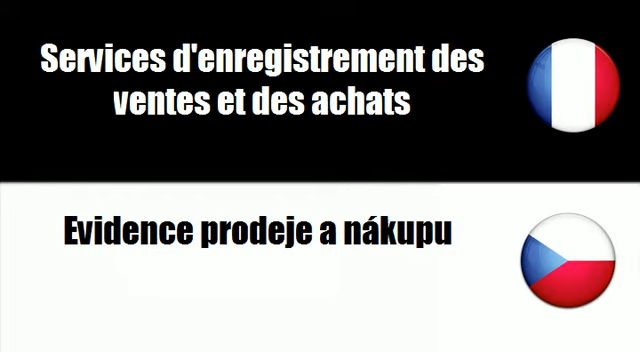 Services d'enregistrement des
ventes et des achats
Evidence prodeje a nákupu